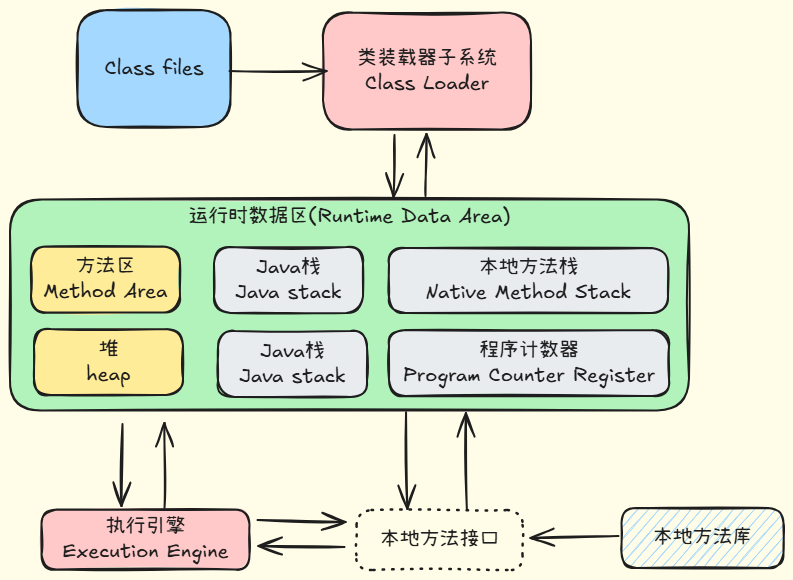 Class files
类装载器子系统
Class Loader
运行时数据区(Runtime Data Area)
方法区
Method Area
Java栈
Java stack
本地方法栈
Native Method Stack
堆
heap
Java栈
Java stack
程序计数器
Program Counter Register
执行引擎
Execution Engine
本地方法接口
本地方法库